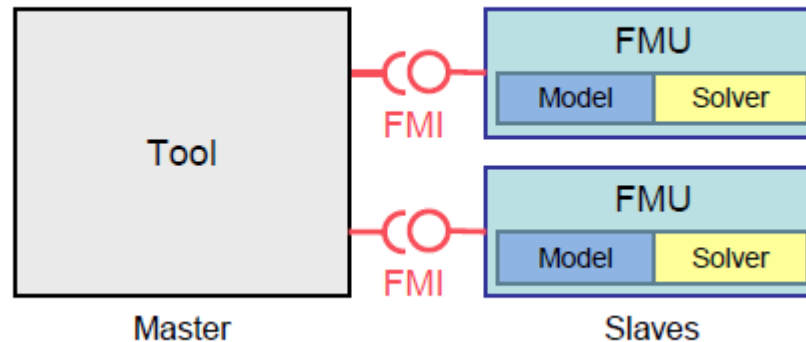 FMU
Model Solver
FMI
Tool
FMU
Model Solver
FMI
Master Slaves